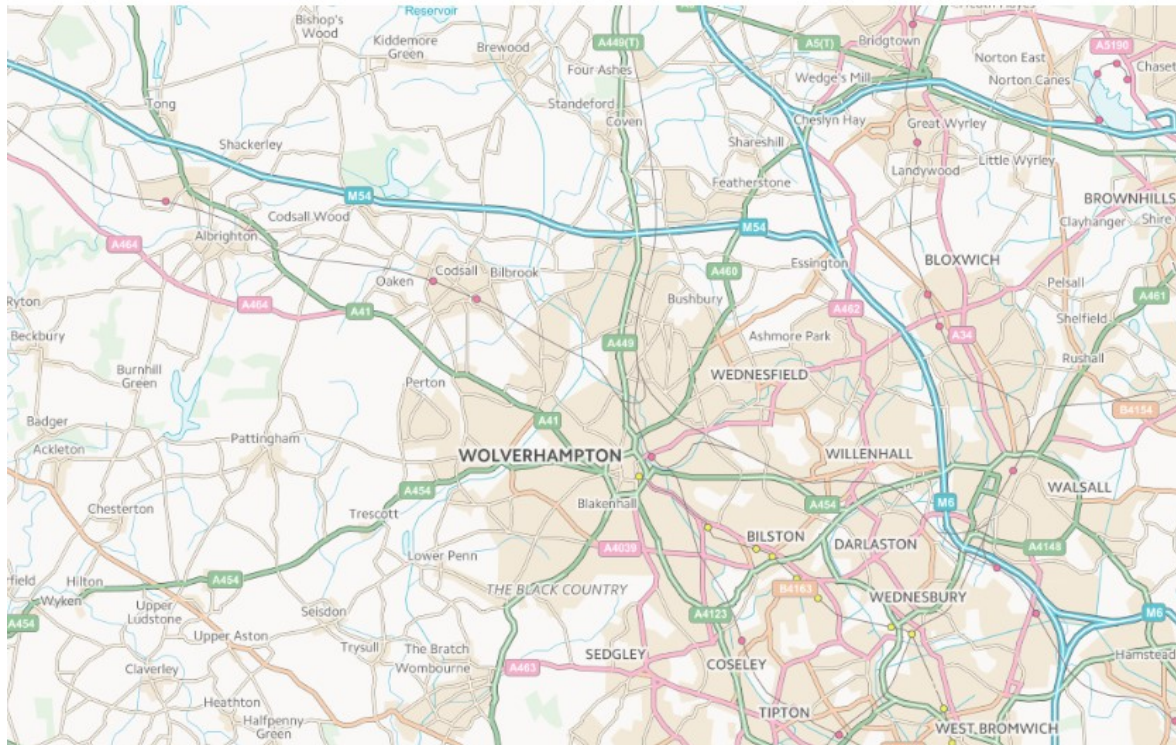 Bishop's
Wood
Reservoir
Kiddemore
Green
Brewood
A449(T)
Four Ashes
A5(T)
Bridgtown
Heath Hayes
Norton East
A5190
Chaset
Wedge's Mill
Norton Canes
Tong
Standeford
Coven
Cheslyn Hay
Great Wyrley
Shackerley
Shareshill
Landywood
Little Wyrley
M54
Featherstone
BROWNHILLS
Codsall Wood
Clayhanger
Shire
Albrighton
M54
A464
Essington
BLOXWICH
Oaken
Codsall
Bilbrook
A460
Pelsall
Ryton
A464
A41
Bushbury
A462
A461
Beckbury
A449
Ashmore Park
A34
Shelfield
Rushall
Burnhill
Green
Perton
WEDNESFIELD
B4154
Badger
A41
Ackleton
Pattingham
WOLVERHAMPTON
WILLENHALL
A454
WALSALL
Chesterton
Trescott
Blakenhall
A454
M6
BILSTON
DARLASTON
A4039
A4148
Lower Penn
rfield
Hilton
A454
THE BLACK COUNTRY
B4163
Wyken
WEDNESBURY
Upper
Ludstone
Seisdon
A4123
M6
A454
Upper Aston
Trysull
The Bratch
SEDGLEY
COSELEY
Hamstead
Claverley
Wombourne
A463
Heathton
TIPTON
Halfpenny
Green
WEST BROMWICH